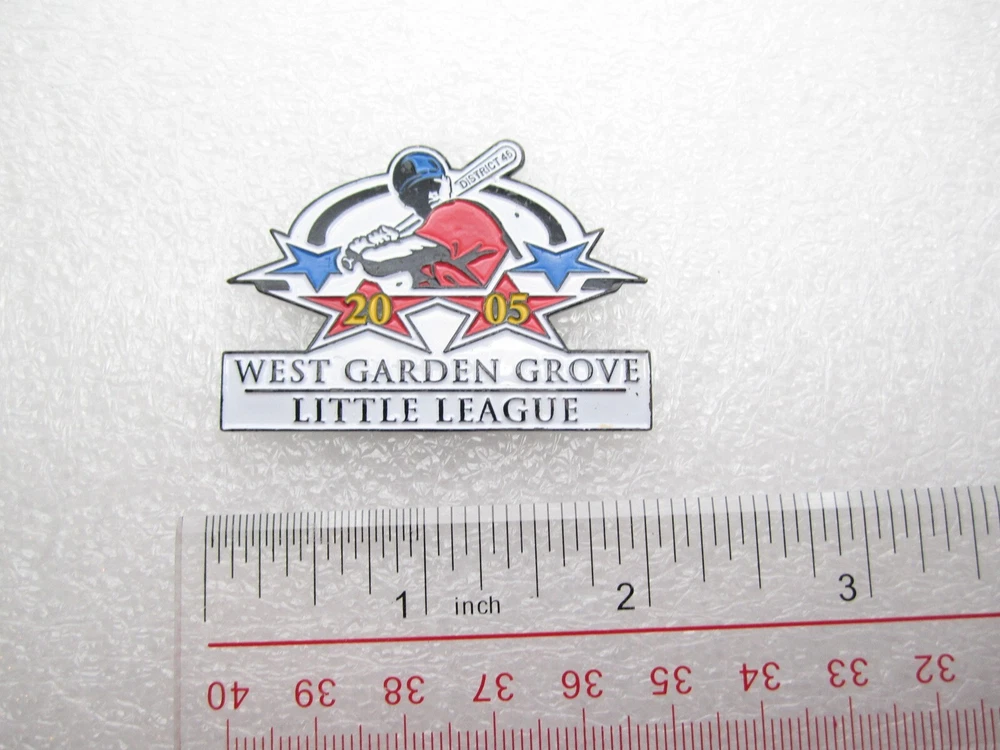 DISTRICT 45
20 05
WEST GARDEN GROVE
LITTLE LEAGUE
1 inch 2 3
40 39 38 37 36 35 34 33 32